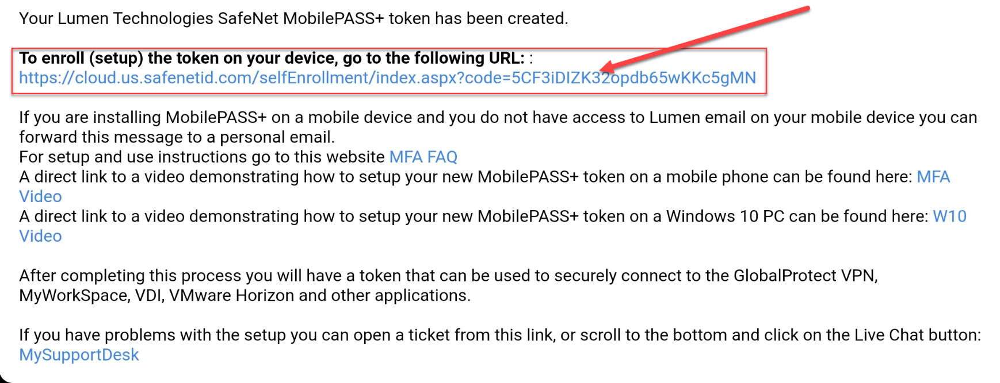 Your Lumen Technologies SafeNet MobilePASS+ token has been created.
To enroll (setup) the token on your device, go to the following URL: :
https://cloud.us.safenetid.com/selfEnrollment/index.aspx?code=5CF3iDIZK32opdb65wKKc5gMN
If you are installing MobilePASS+ on a mobile device and you do not have access to Lumen email on your mobile device you can
forward this message to a personal email.
For setup and use instructions go to this website MFA FAQ
A direct link to a video demonstrating how to setup your new MobilePASS+ token on a mobile phone can be found here: MFA
Video
A direct link to a video demonstrating how to setup your new MobilePASS+ token on a Windows 10 PC can be found here: W10
Video
After completing this process you will have a token that can be used to securely connect to the GlobalProtect VPN,
MyWorkSpace, VDI, VMware Horizon and other applications.
If you have problems with the setup you can open a ticket from this link, or scroll to the bottom and click on the Live Chat button:
MySupportDesk